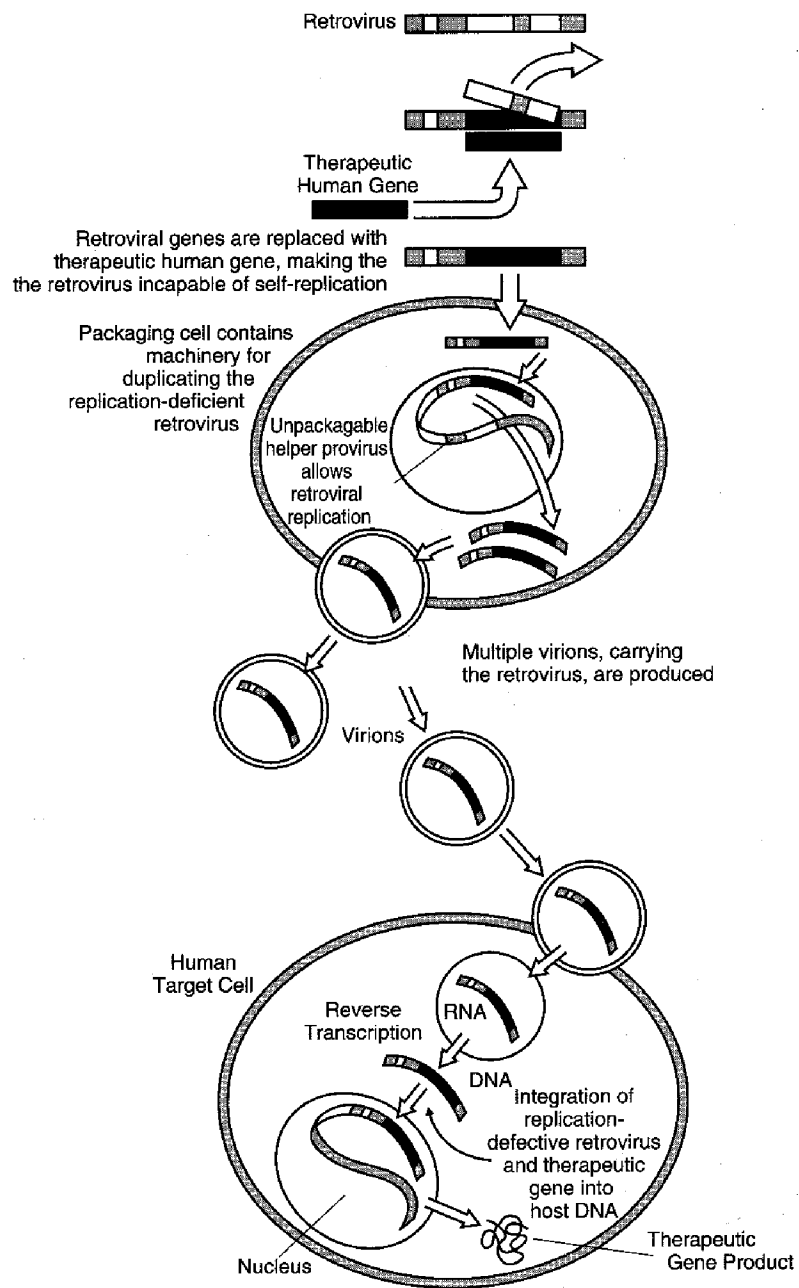 Retrovirus
Therapeutic
Human Gene
Retroviral genes are replaced with
therapeutic human gene, making the
the retrovirus incapable of self-replication
Packaging cell contains
machinery for
duplicating the
replication-deficient
retrovirus
Unpackagable
helper provirus
allows
retroviral
replication
Multiple virions, carrying
the retrovirus, are produced
Virions
Human
Target Cell
Reverse
Transcription
RNA
DNA
Integration of
replication-
defective retrovirus
and therapeutic
gene into
host DNA
Nucleus
Therapeutic
Gene Product